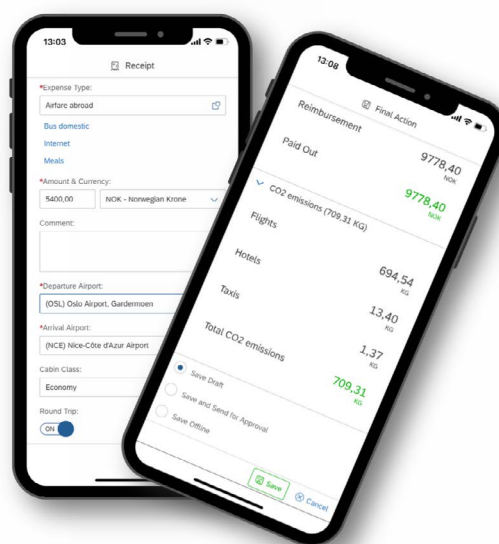 13:03
Receipt
*Expense Type:
Airfare abroad
Bus domestic
Internet
Meals
*Amount & Currency:
5400,00 NOK - Norwegian Krone
Comment:
*Departure Airport:
(OSL) Oslo Airport, Gardermoen
*Arrival Airport:
(NCE) Nice-Côte d'Azur Airport
Cabin Class:
Economy
Round Trip:
ON
13:08
Final Action
Reimbursement 9778,40
NOK
Paid Out 9778,40
NOK
CO2 emissions (709,31 KG)
Flights 694,54
KG
Hotels 13,40
KG
Taxis 1,37
KG
Total CO2 emissions 709,31
KG
Save Draft
Save and Send for Approval
Save Offline
Save Cancel